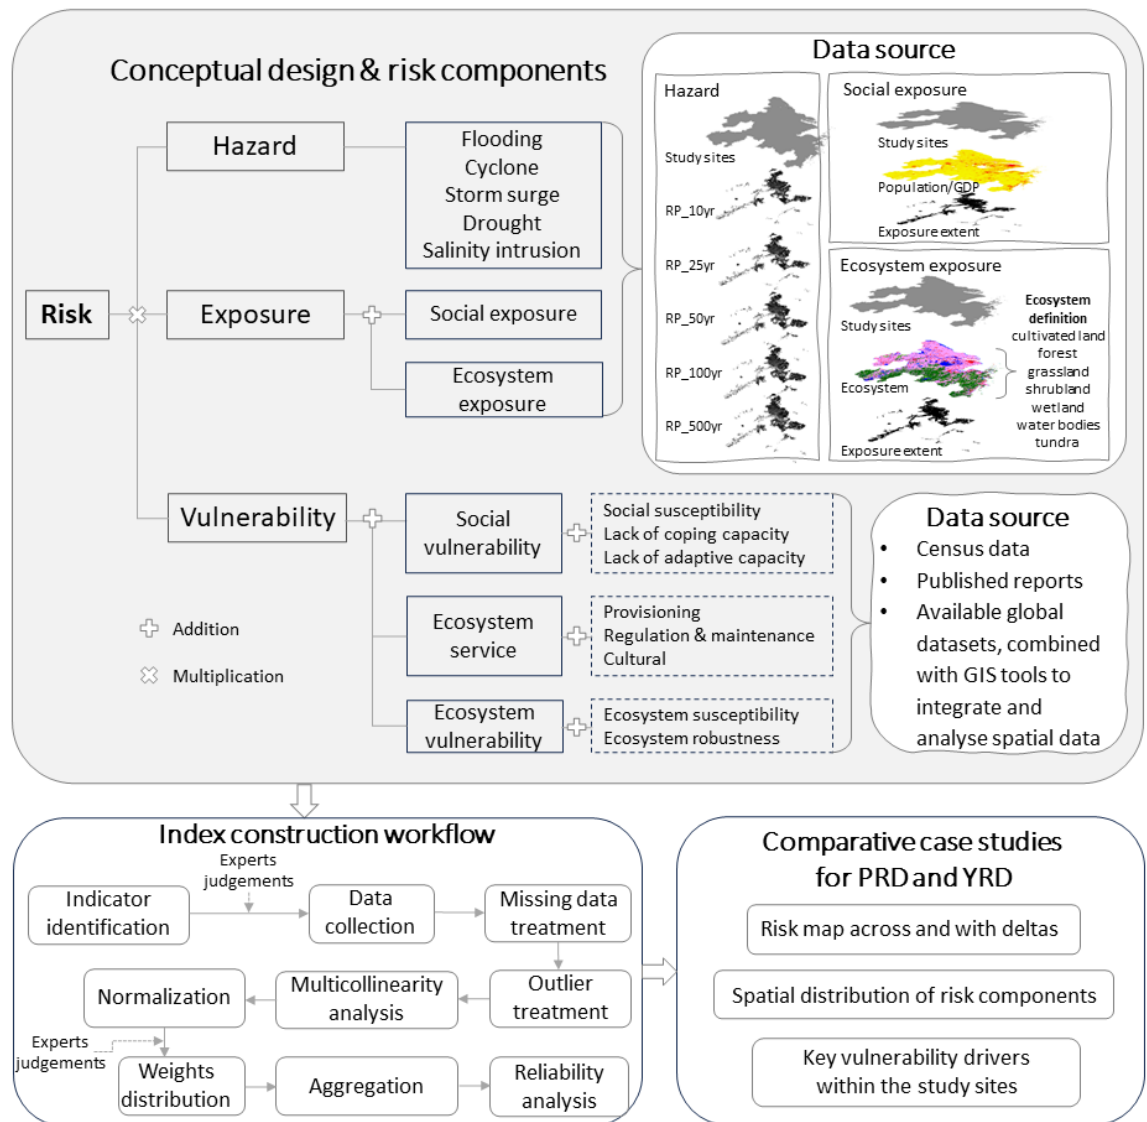 Conceptual design & risk components
Risk
Hazard
Flooding
Cyclone
Storm surge
Drought
Salinity intrusion
Exposure
Social exposure
Ecosystem
exposure
Vulnerability
Social
vulnerability
Social susceptibility
Lack of coping capacity
Lack of adaptive capacity
Ecosystem
service
Provisioning
Regulation & maintenance
Cultural
Ecosystem
vulnerability
Ecosystem susceptibility
Ecosystem robustness
Addition
Multiplication
Data source
Hazard
Study sites
RP_10yr
RP_25yr
RP_50yr
RP_100yr
RP_500yr
Social exposure
Study sites
Population/GDP
Exposure extent
Ecosystem exposure
Study sites
Ecosystem
Exposure extent
Ecosystem
definition
cultivated land
forest
grassland
shrubland
wetland
water bodies
tundra
Data source
• Census data
• Published reports
• Available global
datasets, combined
with GIS tools to
integrate and
analyse spatial data
Index construction workflow
Indicator
identification
Experts
judgements
Data
collection
Missing data
treatment
Outlier
treatment
Multicollinearity
analysis
Normalization
Experts
judgements
Weights
distribution
Aggregation
Reliability
analysis
Comparative case studies
for PRD and YRD
Risk map across and with deltas
Spatial distribution of risk components
Key vulnerability drivers
within the study sites